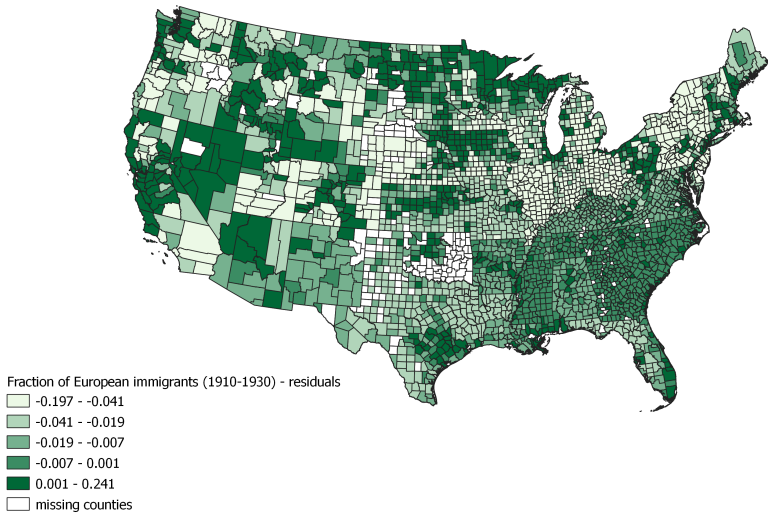 Fraction of European immigrants (1910-1930) - residuals
-0.197 - -0.041
-0.041 - -0.019
-0.019 - -0.007
-0.007 - 0.001
0.001 - 0.241
missing counties